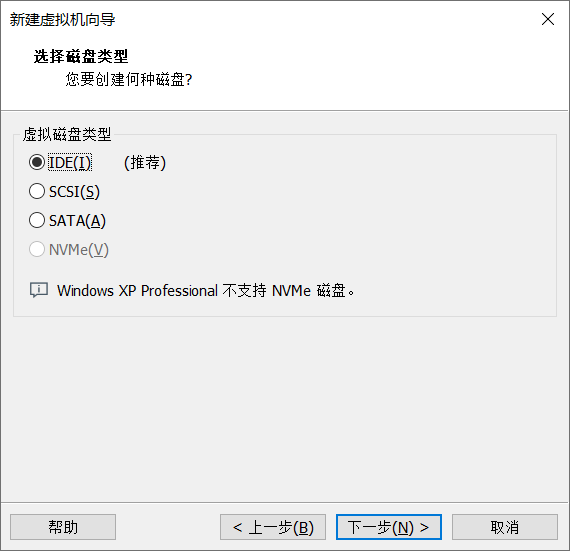 新建虚拟机向导
选择磁盘类型
您要创建何种磁盘?
虚拟磁盘类型
IDE(I) (推荐)
SCSI(S)
SATA(A)
NVMe(V)
Windows XP Professional 不支持 NVMe 磁盘。
帮助 < 上一步(B) 下一步(N) > 取消